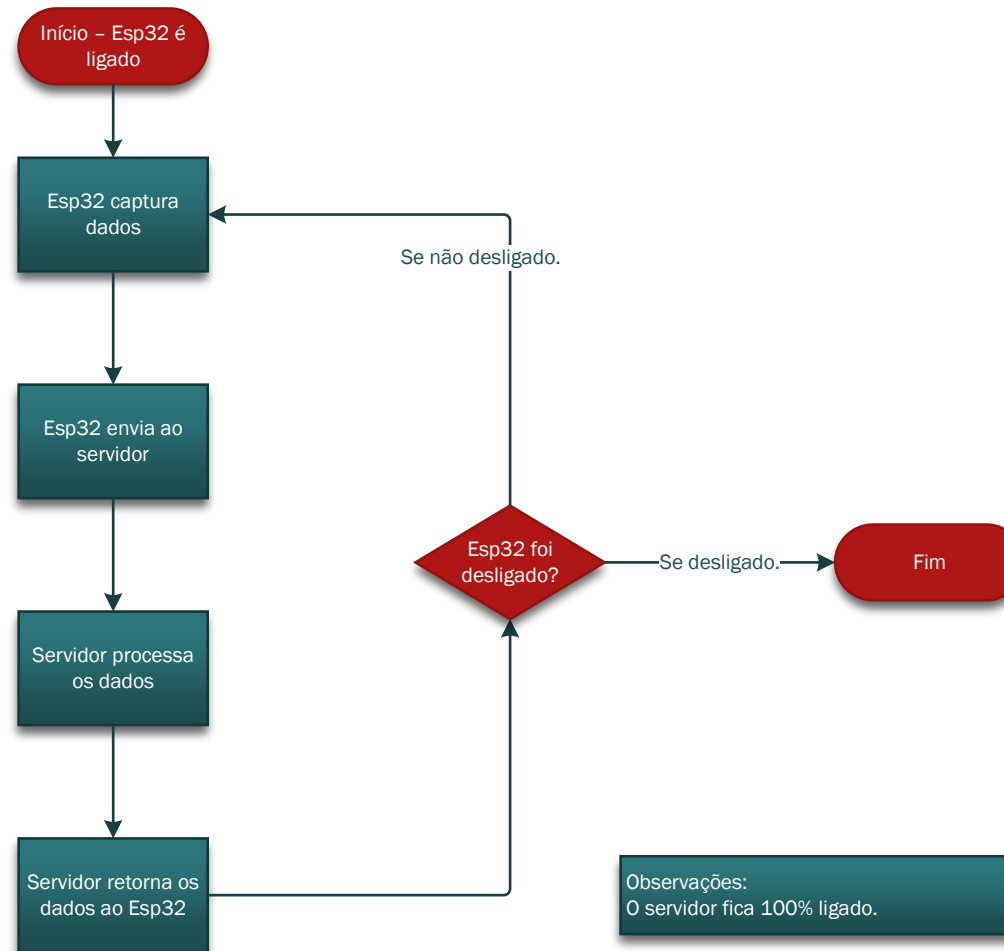 Início – Esp32 é
ligado
Esp32 captura
dados
Se não desligado.
Esp32 envia ao
servidor
Esp32 foi
desligado?
Se desligado.
Fim
Servidor processa
os dados
Servidor retorna os
dados ao Esp32
Observações:
O servidor fica 100% ligado.